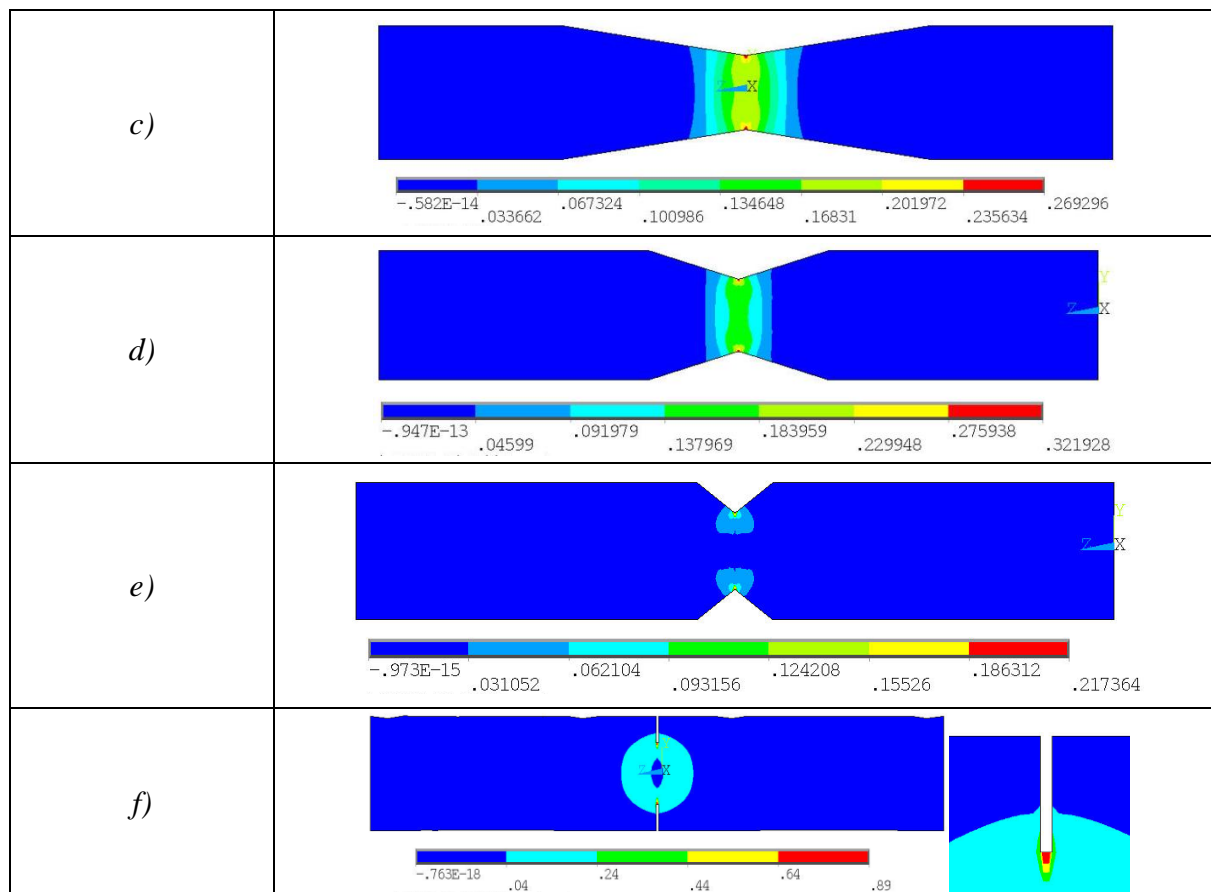 c)
Y
Z X
-.582E-14 .067324 .134648 .201972 .269296
.033662 .100986 .16831 .235634
d)
Y
Z X
-.947E-13 .091979 .183959 .275938
.04599 .137969 .229948 .321928
e)
Y
Z X
-.973E-15 .062104 .124208 .186312
.031052 .093156 .15526 .217364
f)
Y
Z X
-.763E-18 .24 .64
.04 .44 .89